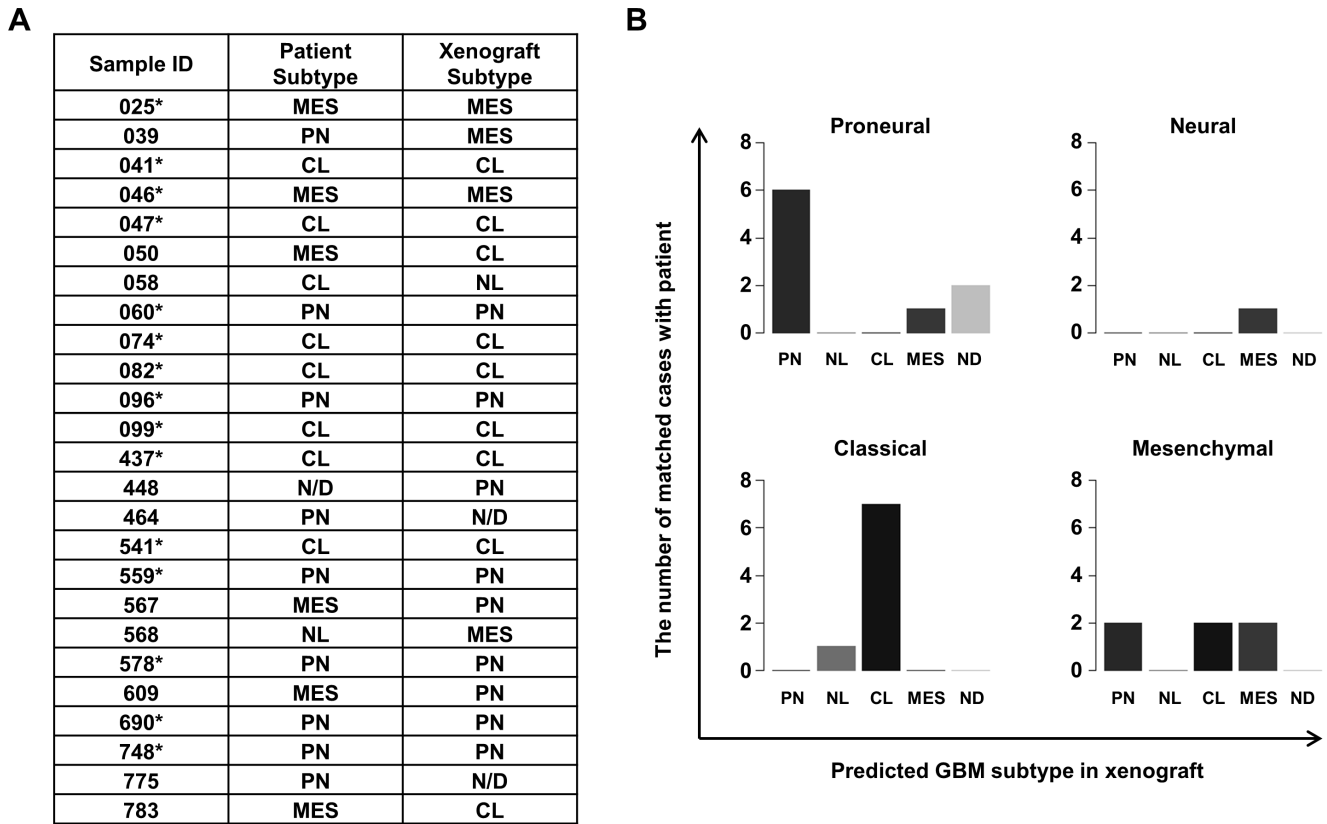 A
Sample ID Patient Subtype Xenograft Subtype
025* MES MES
039 PN MES
041* CL CL
046* MES MES
047* CL CL
050 MES CL
058 CL NL
060* PN PN
074* CL CL
082* CL CL
096* PN PN
099* CL CL
437* CL CL
448 N/D PN
464 PN N/D
541* CL CL
559* PN PN
567 MES PN
568 NL MES
578* PN PN
609 MES PN
690* PN PN
748* PN PN
775 PN N/D
783 MES CL
B
The number of matched cases with patient
Proneural
8
6
4
2
0
PN NL CL MES ND
Neural
8
6
4
2
0
PN NL CL MES ND
Classical
8
6
4
2
0
PN NL CL MES ND
Mesenchymal
8
6
4
2
0
PN NL CL MES ND
Predicted GBM subtype in xenograft